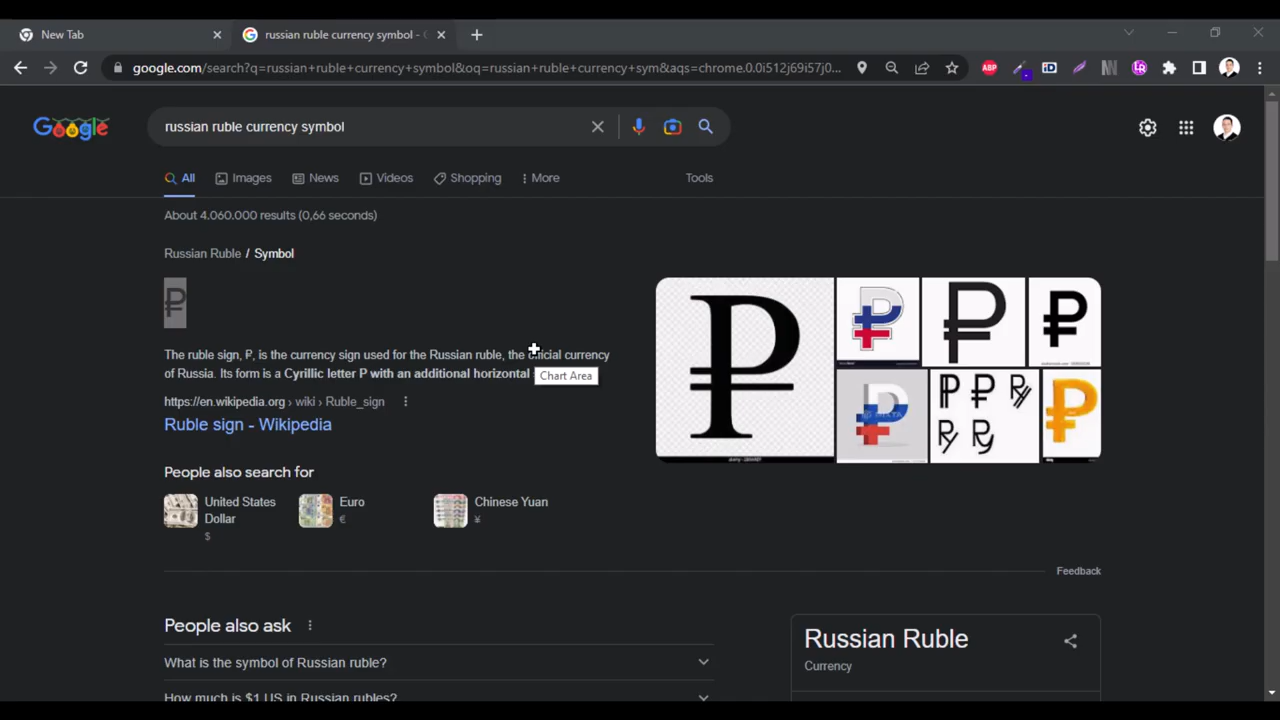 New Tab
russian ruble currency symbol -
google.com/search?q=russian+ruble+currency+symbol&oq=russian+ruble+currency+sym&aqs=chrome.0.0i512j69i57j0...
ABP
iD
LR
Google
russian ruble currency symbol
All
Images
News
Videos
Shopping
More
Tools
About 4.060.000 results (0,66 seconds)
Russian Ruble / Symbol
₽
The ruble sign, ₽, is the currency sign used for the Russian ruble, the official currency
of Russia. Its form is a Cyrillic letter Р with an additional horizontal
Chart Area
https://en.wikipedia.org › wiki › Ruble_sign
Ruble sign - Wikipedia
People also search for
United States
Dollar
$
Euro
€
Chinese Yuan
¥
Feedback
People also ask
What is the symbol of Russian ruble?
How much is $1 US in Russian rubles?
Russian Ruble
Currency